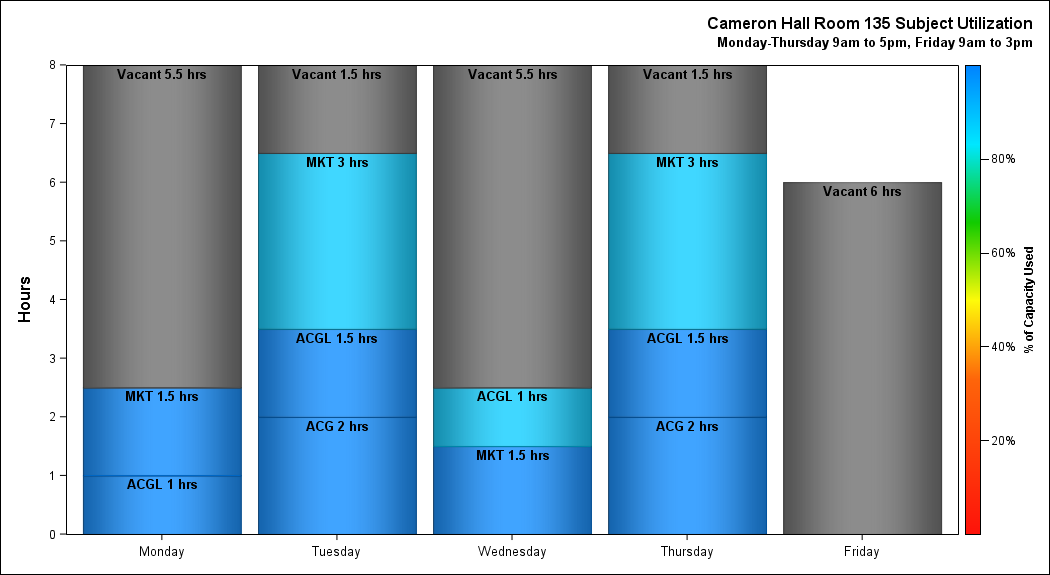 Cameron Hall Room 135 Subject Utilization
Monday-Thursday 9am to 5pm, Friday 9am to 3pm
Hours
8
7
6
5
4
3
2
1
0
Vacant 5.5 hrs
MKT 1.5 hrs
ACGL 1 hrs
Vacant 1.5 hrs
MKT 3 hrs
ACGL 1.5 hrs
ACG 2 hrs
Vacant 5.5 hrs
ACGL 1 hrs
MKT 1.5 hrs
Vacant 1.5 hrs
MKT 3 hrs
ACGL 1.5 hrs
ACG 2 hrs
Vacant 6 hrs
Monday
Tuesday
Wednesday
Thursday
Friday
80%
60%
40%
20%
% of Capacity Used